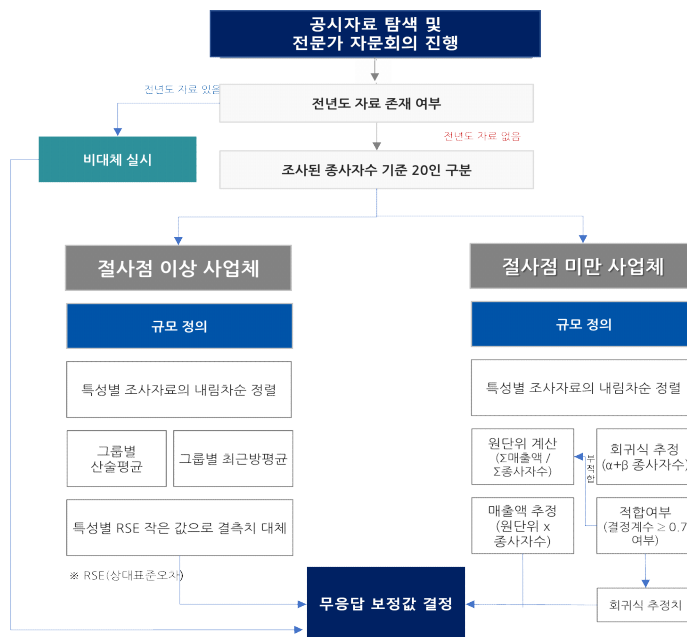 공시자료 탐색 및
전문가 자문회의 진행
전년도 자료 있음
전년도 자료 존재 여부
전년도 자료 없음
비대체 실시
조사된 종사자수 기준 20인 구분
절사점 이상 사업체
절사점 미만 사업체
규모 정의
규모 정의
특성별 조사자료의 내림차순 정렬
특성별 조사자료의 내림차순 정렬
그룹별
산술평균
그룹별 최근방평균
원단위 계산
(Σ매출액 /
Σ종사자수)
부적합
회귀식 추정
(α+β 종사자수)
특성별 RSE 작은 값으로 결측치 대체
매출액 추정
(원단위 x
종사자수)
적합여부
(결정계수 ≥ 0.7
여부)
※ RSE(상대표준오차)
무응답 보정값 결정
회귀식 추정치